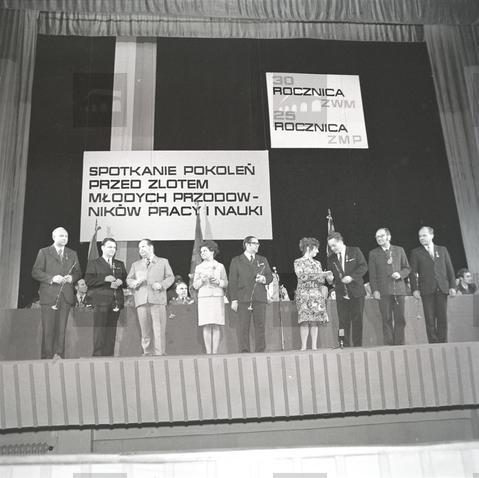 30
ROCZNICA
ZWM
25
ROCZNICA
ZMP
SPOTKANIE POKOLEŃ
PRZED ZLOTEM
MŁODYCH PRZODOW-
NIKÓW PRACY I NAUKI